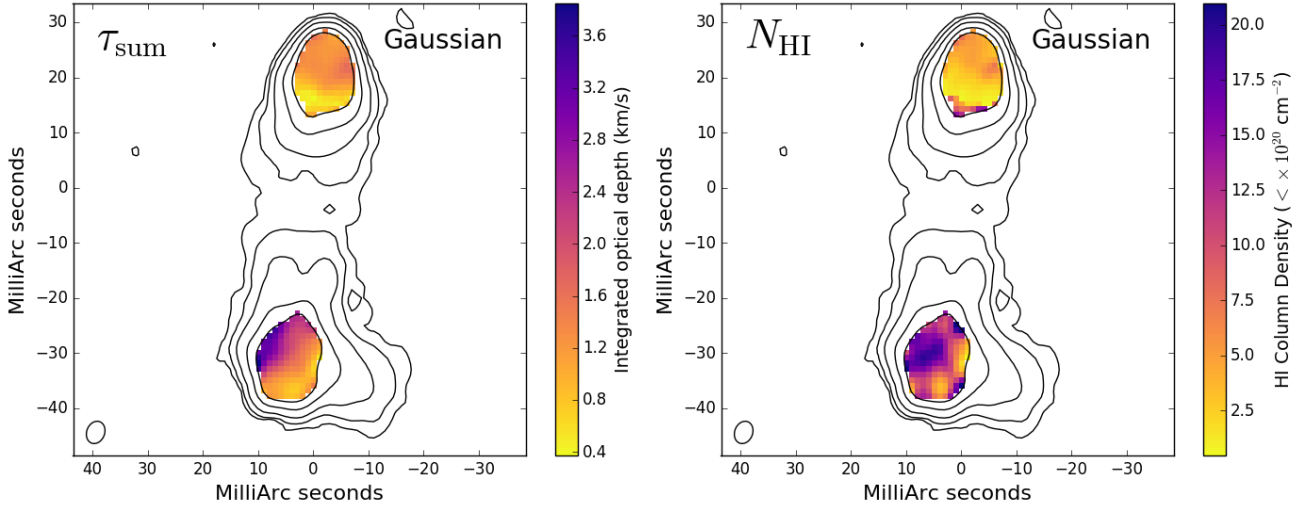 τsum
Gaussian
MilliArc seconds
30
20
10
0
−10
−20
−30
−40
40 30 20 10 0 −10 −20 −30
MilliArc seconds
3.6
3.2
2.8
2.4
2.0
1.6
1.2
0.8
0.4
Integrated optical depth (km/s)
NHI
Gaussian
MilliArc seconds
30
20
10
0
−10
−20
−30
−40
40 30 20 10 0 −10 −20 −30
MilliArc seconds
20.0
17.5
15.0
12.5
10.0
7.5
5.0
2.5
HI Column Density ( < × 10²⁰ cm⁻²)